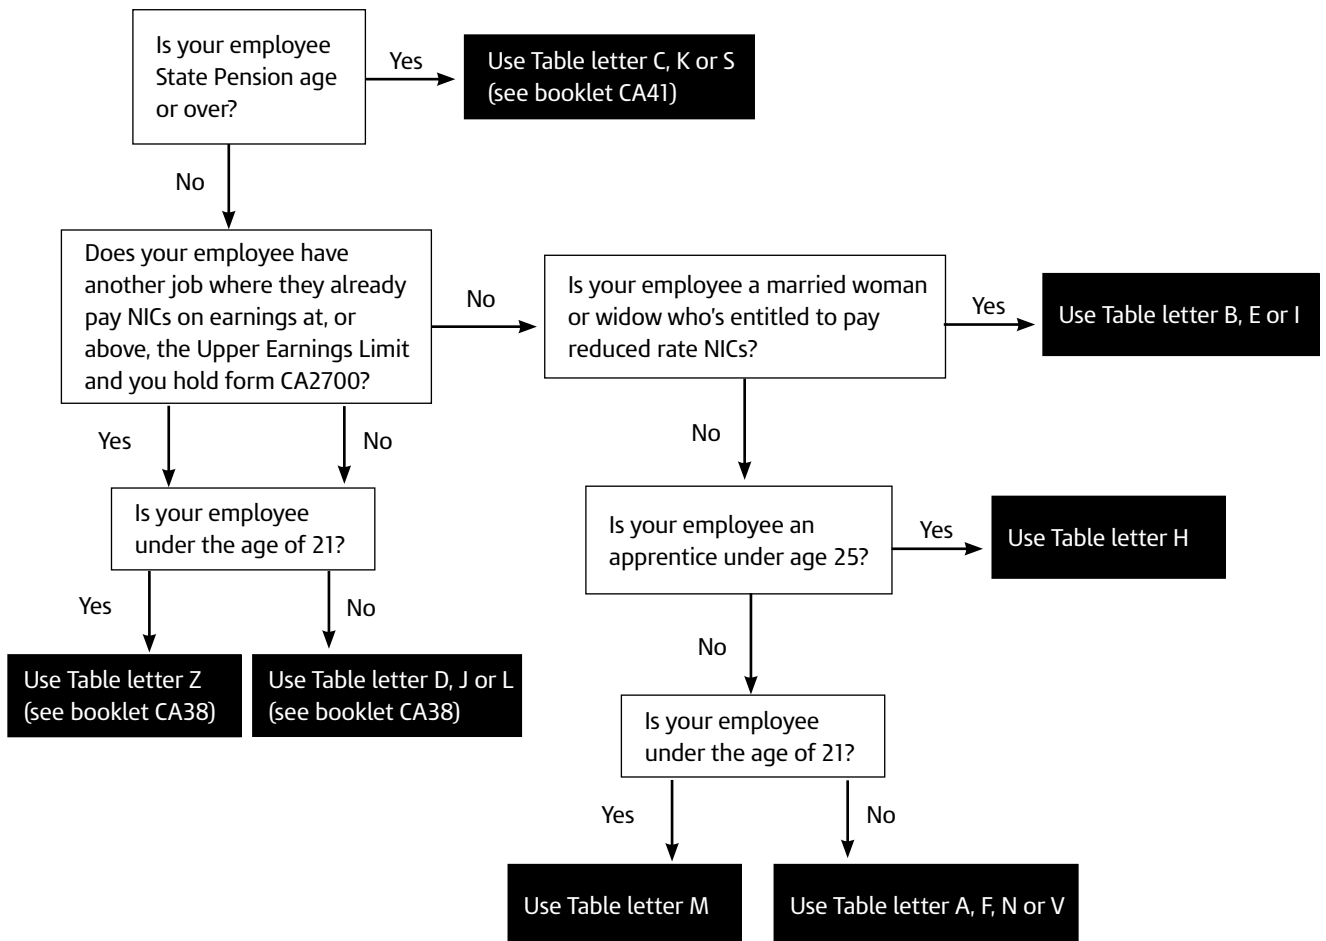 Is your employee
State Pension age
or over?
Yes
Use Table letter C, K or S
(see booklet CA41)
No
Does your employee have
another job where they already
pay NICs on earnings at, or
above, the Upper Earnings Limit
and you hold form CA2700?
No
Is your employee a married woman
or widow who's entitled to pay
reduced rate NICs?
Yes
Use Table letter B, E or I
Yes
No
No
Is your employee
under the age of 21?
Is your employee an
apprentice under age 25?
Yes
Use Table letter H
Yes
No
No
Use Table letter Z
(see booklet CA38)
Use Table letter D, J or L
(see booklet CA38)
Is your employee
under the age of 21?
Yes
No
Use Table letter M
Use Table letter A, F, N or V